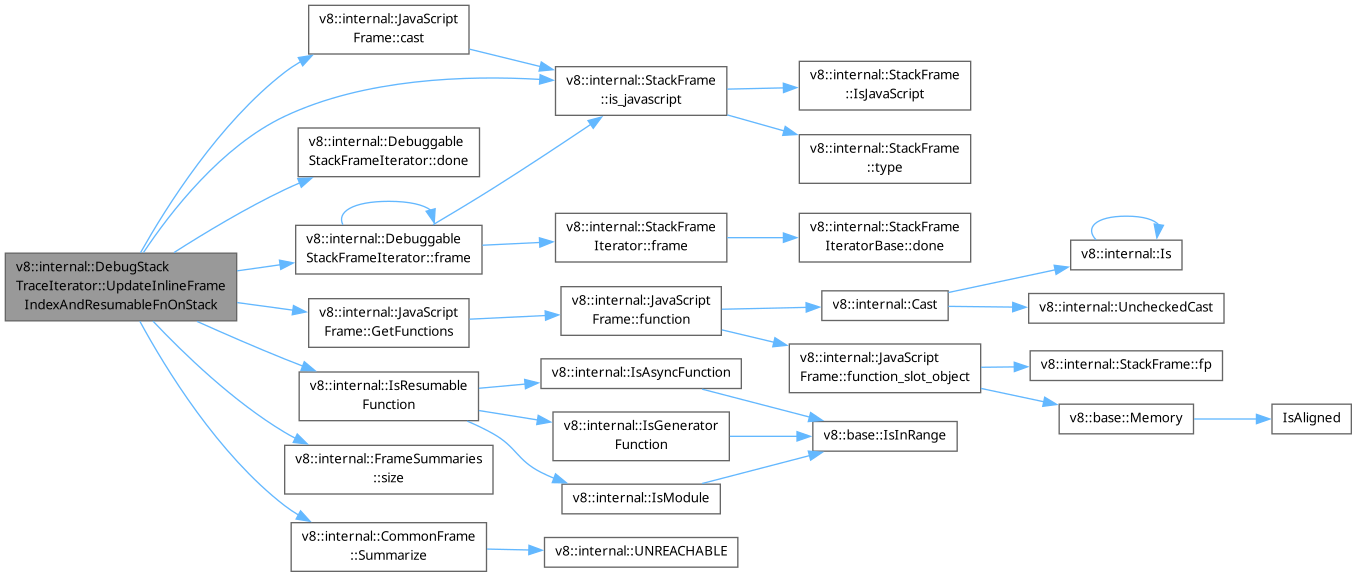 v8::internal::DebugStack
TraceIterator::UpdateInlineFrame
IndexAndResumableFnOnStack
v8::internal::JavaScript
Frame::cast
v8::internal::StackFrame
::is_javascript
v8::internal::StackFrame
::IsJavaScript
v8::internal::StackFrame
::type
v8::internal::Debuggable
StackFrameIterator::done
v8::internal::Debuggable
StackFrameIterator::frame
v8::internal::StackFrame
Iterator::frame
v8::internal::StackFrame
IteratorBase::done
v8::internal::JavaScript
Frame::GetFunctions
v8::internal::JavaScript
Frame::function
v8::internal::Cast
v8::internal::Is
v8::internal::UncheckedCast
v8::internal::JavaScript
Frame::function_slot_object
v8::internal::StackFrame::fp
v8::base::Memory
IsAligned
v8::internal::IsResumable
Function
v8::internal::IsAsyncFunction
v8::internal::IsGenerator
Function
v8::internal::IsModule
v8::base::IsInRange
v8::internal::FrameSummaries
::size
v8::internal::CommonFrame
::Summarize
v8::internal::UNREACHABLE